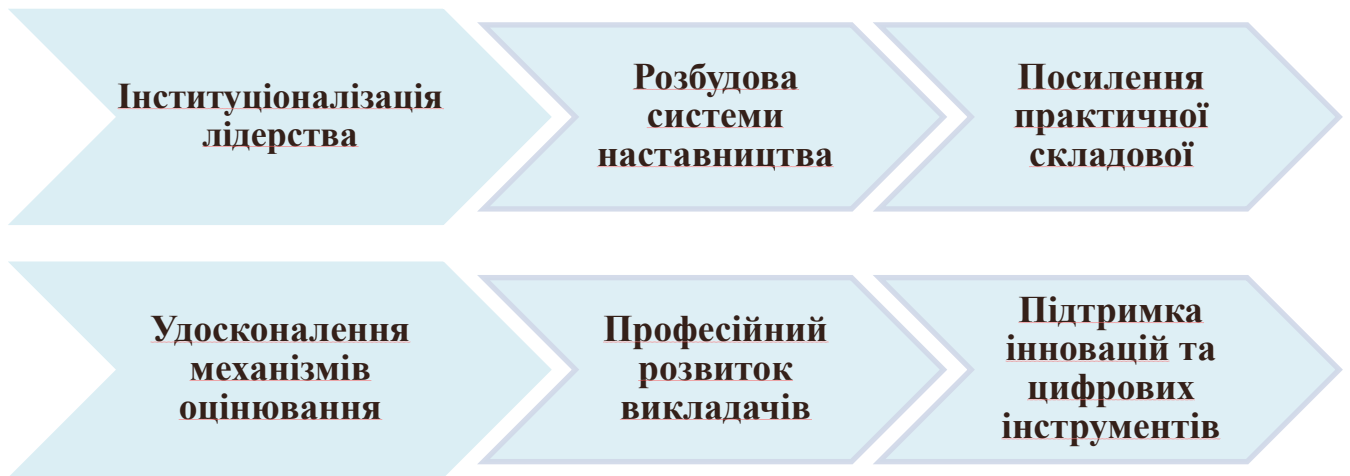 Інституціоналізація
лідерства
Розбудова
системи
наставництва
Посилення
практичної
складової
Удосконалення
механізмів
оцінювання
Професійний
розвиток
викладачів
Підтримка
інновацій та
цифрових
інструментів